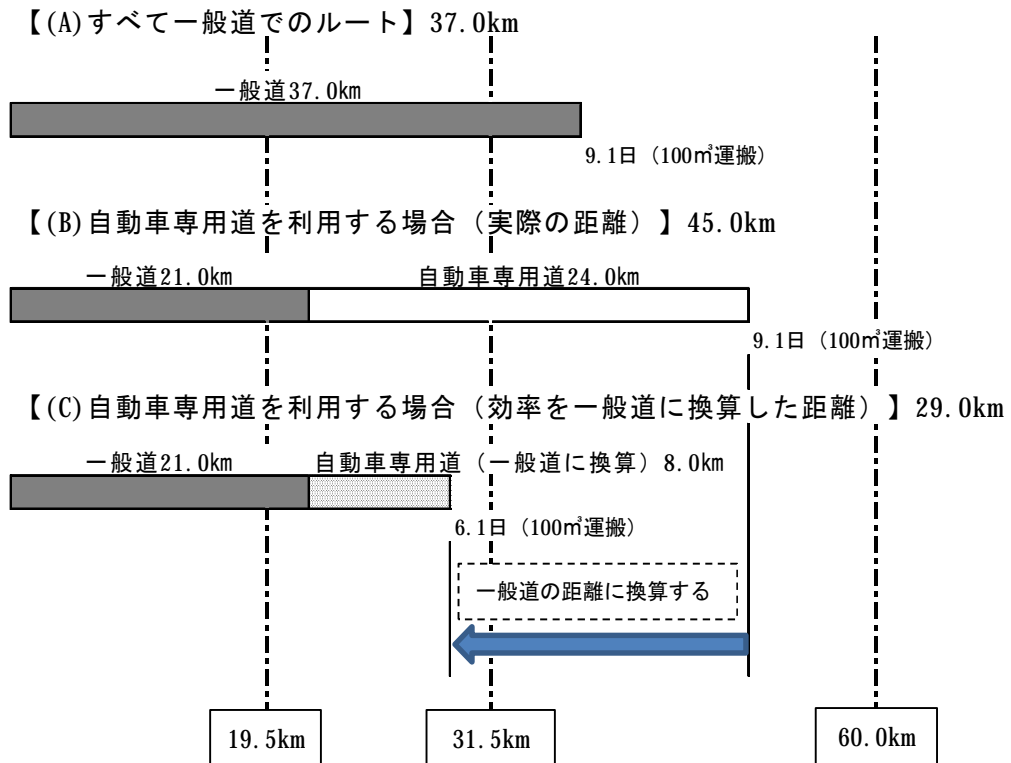 【(A)すべて一般道でのルート】37.0km
一般道37.0km
9.1日（100㎥運搬）
【(B)自動車専用道を利用する場合（実際の距離）】45.0km
一般道21.0km
自動車専用道24.0km
9.1日（100㎥運搬）
【(C)自動車専用道を利用する場合（効率を一般道に換算した距離）】29.0km
一般道21.0km
自動車専用道（一般道に換算）8.0km
6.1日（100㎥運搬）
一般道の距離に換算する
19.5km
31.5km
60.0km